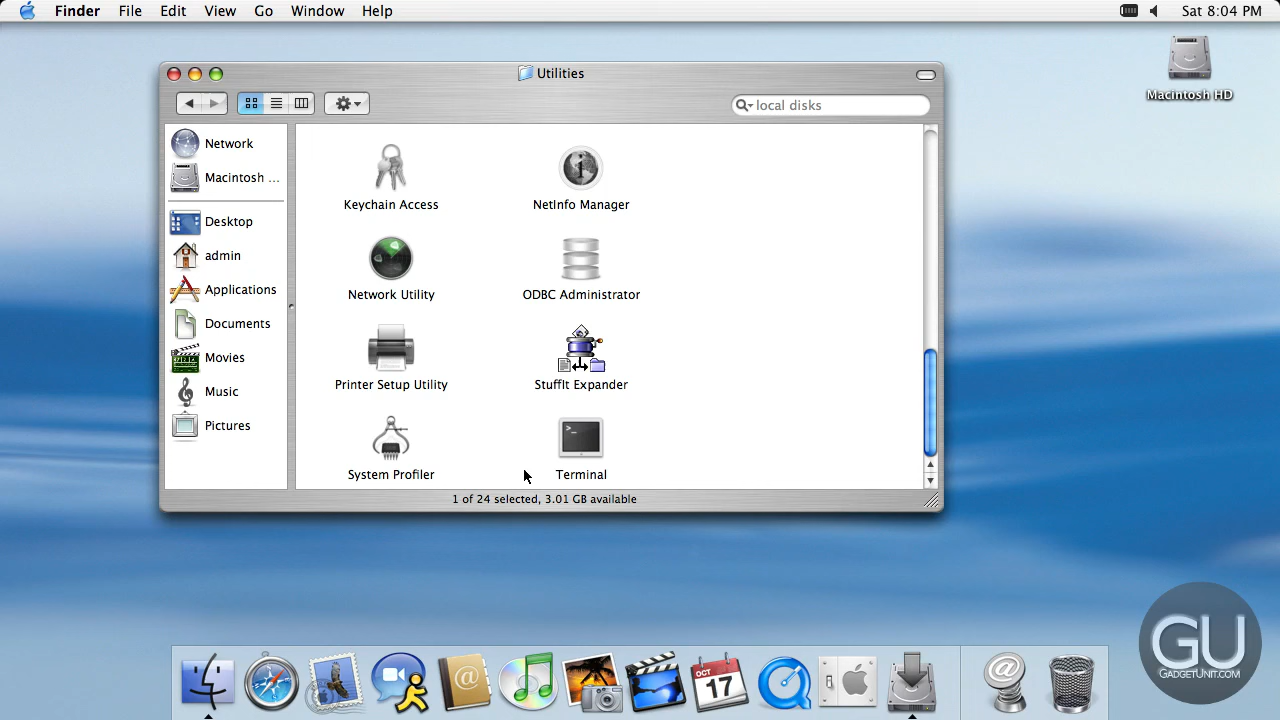 Finder File Edit View Go Window Help Sat 8:04 PM
Macintosh HD
Utilities
local disks
Network
Macintosh ...
Desktop
admin
Applications
Documents
Movies
Music
Pictures
Keychain Access NetInfo Manager
Network Utility ODBC Administrator
Printer Setup Utility StuffIt Expander
System Profiler Terminal
1 of 24 selected, 3.01 GB available
OCT
17
GU
GADGETUNIT.COM